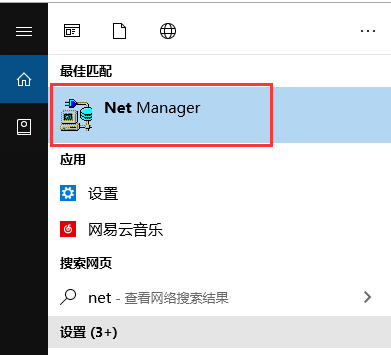 最佳匹配
Net Manager
应用
设置
网易云音乐
搜索网页
net - 查看网络搜索结果
设置 (3+)